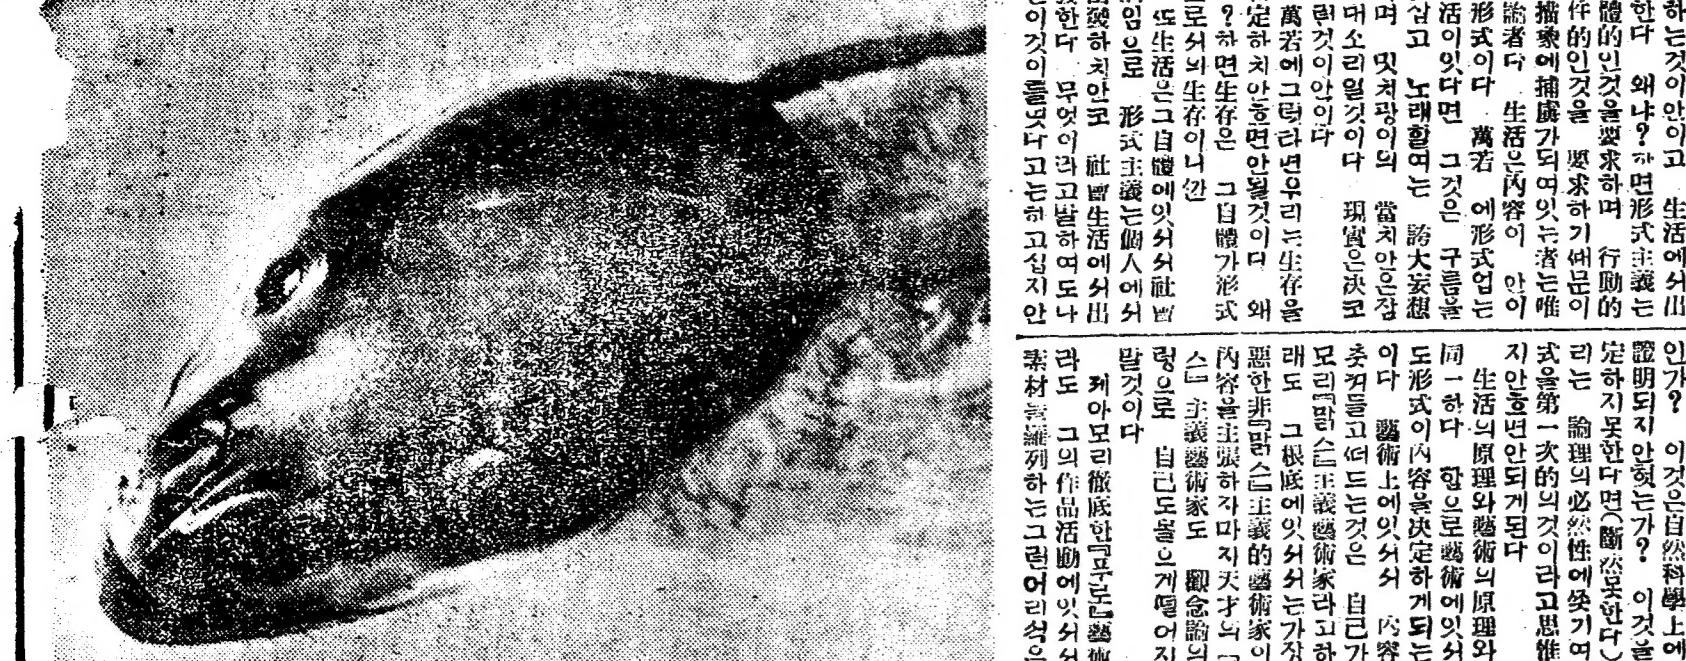 하는것이안이고 生活에서出
한다 왜냐? 하면形式主義는
體的인것을要求하며 行動的
件的인것을 要求하기때문이
擂象에捕虜가되여잇는者는唯
論者다 生活은內容이 안이
形式이다 萬若 에形式업는
活이잇다면 그것은 구름을
삼고 노래할여는 誇大妄想
며 밋치광이의 當치안은잠
대소리일것이다 現實은决코
런것이안이다
萬若에그럿라면우리는生存을
定하치안호면안될것이다 왜
?하면生存은 그自體가形式
로서의生存이니깐
또生活은그自體에잇서서社會
임으로 形式主義는個人에서
出發하치안코 社會生活에서出
한다 무엇이라고말하여도나
이것이틀렷다고는하고십지안
인가? 이것은自然科學上에
證明되지안헛는가? 이것을
定하지못한다면(斷然못한다)
리는 論理의必然性에쫏기여
式을第一次的의것이라고思惟
지안흐면안되게된다
生活의原理와藝術의原理와
同一하다 함으로藝術에잇서
도形式이內容을决定하게되는
이다 藝術上에잇서서 內容
춧켜들고떠드는것은 自己가
모리『맑스』主義藝術家라고하
래도 그根底에잇서서는가장
惡한非『맑스』主義的藝術家이
內容을主張하자마자天才의『
스』主義藝術家도 觀念論의
렁으로 自己도몰으게떨어지
말것이다
제아모리徹底한『푸로』藝術
라도 그의作品活動에잇서서
素材를羅列하는그런어리석은